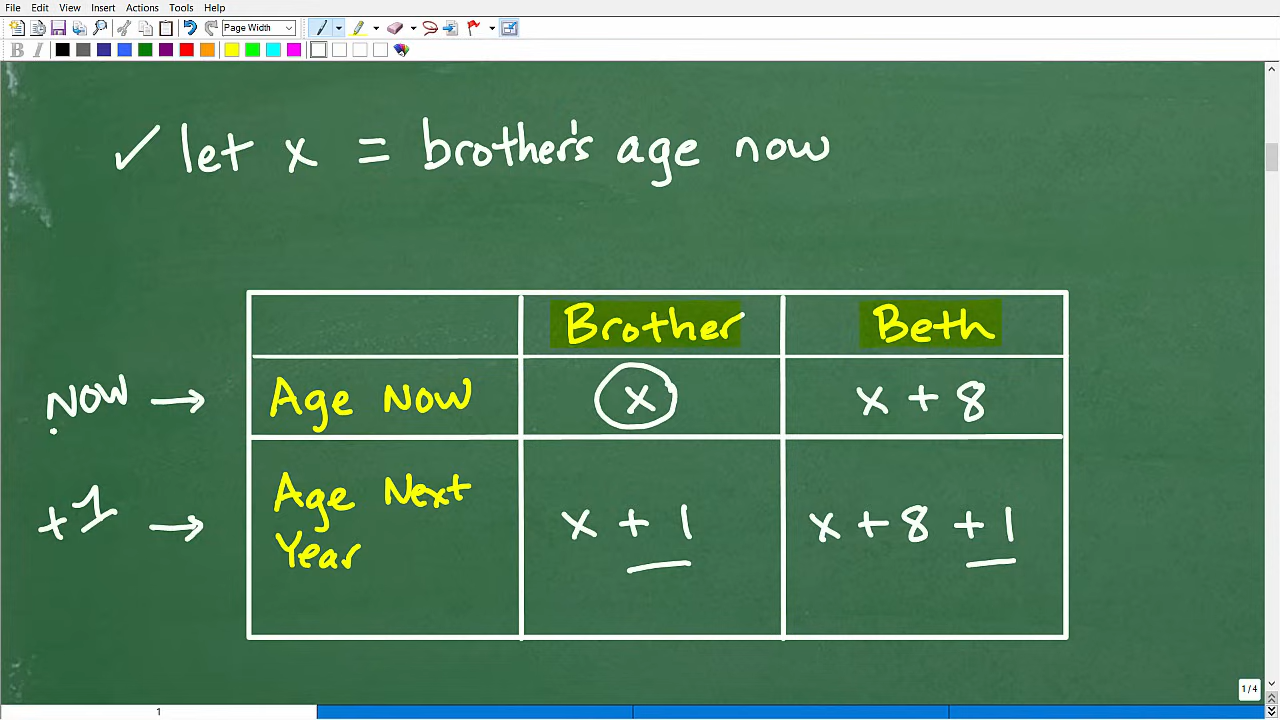 File Edit View Insert Actions Tools Help
Page Width
B I
✓ let x = brother's age now
Brother Beth
now → Age Now x x + 8
+1 → Age Next
Year x + 1 x + 8 + 1
1/4
1